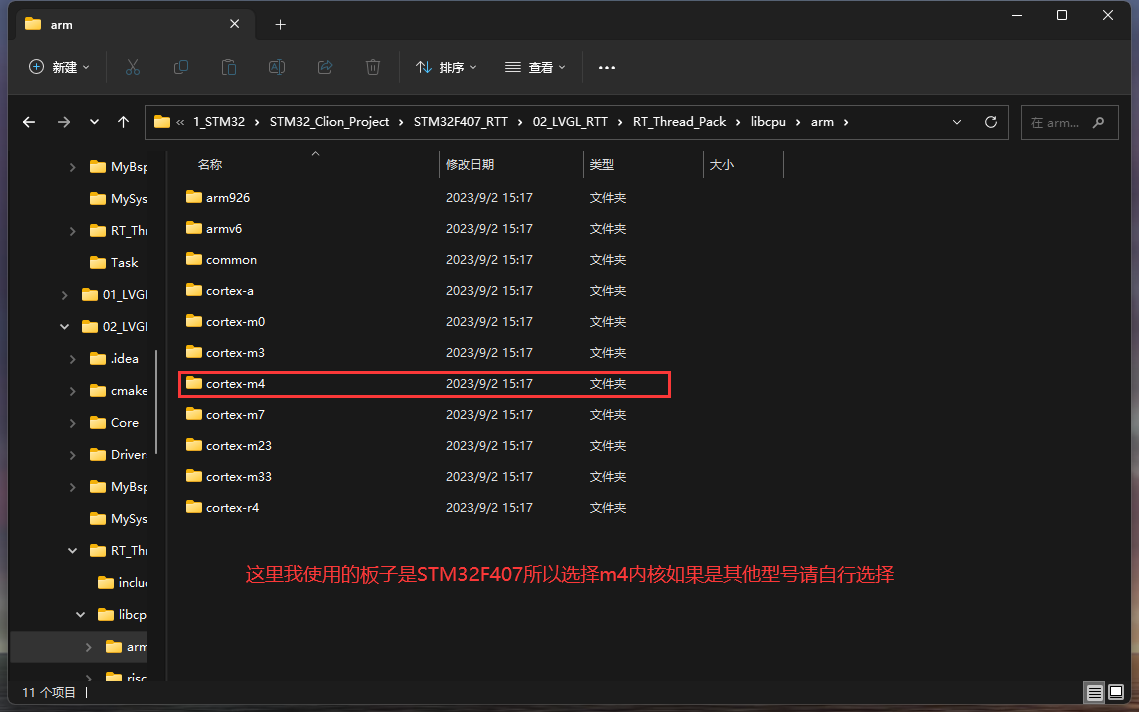 arm
新建
排序
查看
1_STM32 › STM32_Clion_Project › STM32F407_RTT › 02_LVGL_RTT › RT_Thread_Pack › libcpu › arm ›
在 arm...
名称 修改日期 类型 大小
arm926 2023/9/2 15:17 文件夹
armv6 2023/9/2 15:17 文件夹
common 2023/9/2 15:17 文件夹
cortex-a 2023/9/2 15:17 文件夹
cortex-m0 2023/9/2 15:17 文件夹
cortex-m3 2023/9/2 15:17 文件夹
cortex-m4 2023/9/2 15:17 文件夹
cortex-m7 2023/9/2 15:17 文件夹
cortex-m23 2023/9/2 15:17 文件夹
cortex-m33 2023/9/2 15:17 文件夹
cortex-r4 2023/9/2 15:17 文件夹
MyBsp
MySys
RT_Thr
Task
01_LVGL
02_LVGL
.idea
cmake
Core
Driver
MyBsp
MySys
RT_Thr
includ
libcp
arm
risc
这里我使用的板子是STM32F407所以选择m4内核如果是其他型号请自行选择
11 个项目